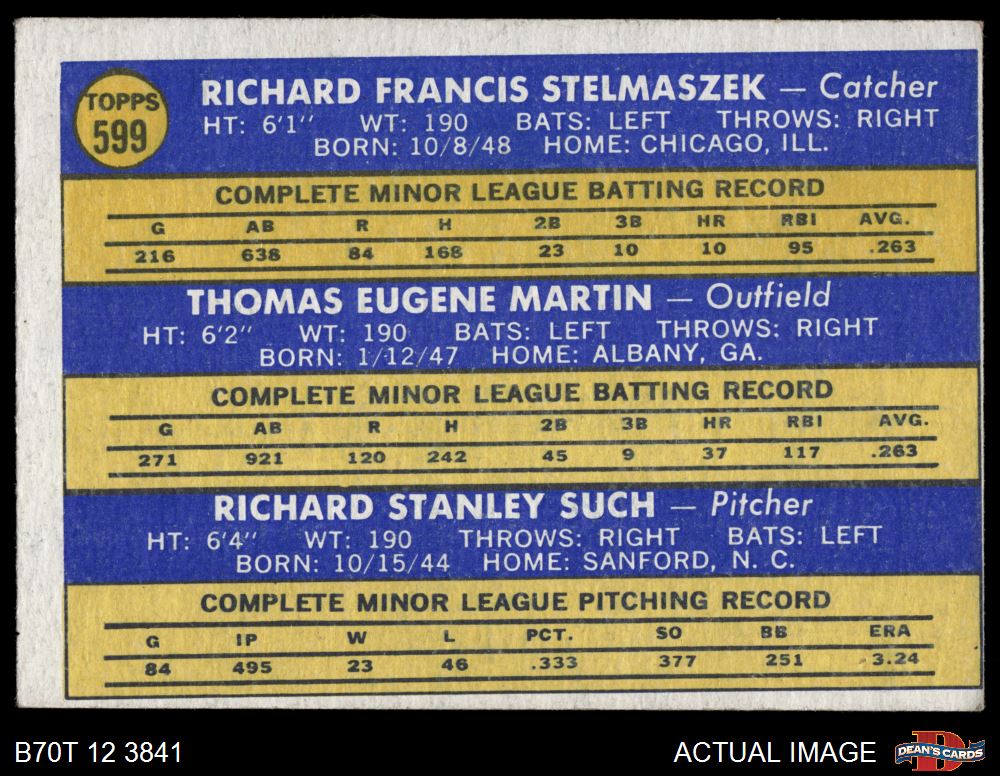 TOPPS
599
RICHARD FRANCIS STELMASZEK — Catcher
HT: 6'1" WT: 190 BATS: LEFT THROWS: RIGHT
BORN: 10/8/48 HOME: CHICAGO, ILL.
COMPLETE MINOR LEAGUE BATTING RECORD
G AB R H 2B 3B HR RBI AVG.
216 638 84 168 23 10 10 95 .263
THOMAS EUGENE MARTIN — Outfield
HT: 6'2" WT: 190 BATS: LEFT THROWS: RIGHT
BORN: 1/12/47 HOME: ALBANY, GA.
COMPLETE MINOR LEAGUE BATTING RECORD
G AB R H 2B 3B HR RBI AVG.
271 921 120 242 45 9 37 117 .263
RICHARD STANLEY SUCH — Pitcher
HT: 6'4" WT: 190 THROWS: RIGHT BATS: LEFT
BORN: 10/15/44 HOME: SANFORD, N. C.
COMPLETE MINOR LEAGUE PITCHING RECORD
G IP W L PCT. SO BB ERA
84 495 23 46 .333 377 251 3.24
B70T 12 3841 ACTUAL IMAGE DEAN'S CARDS